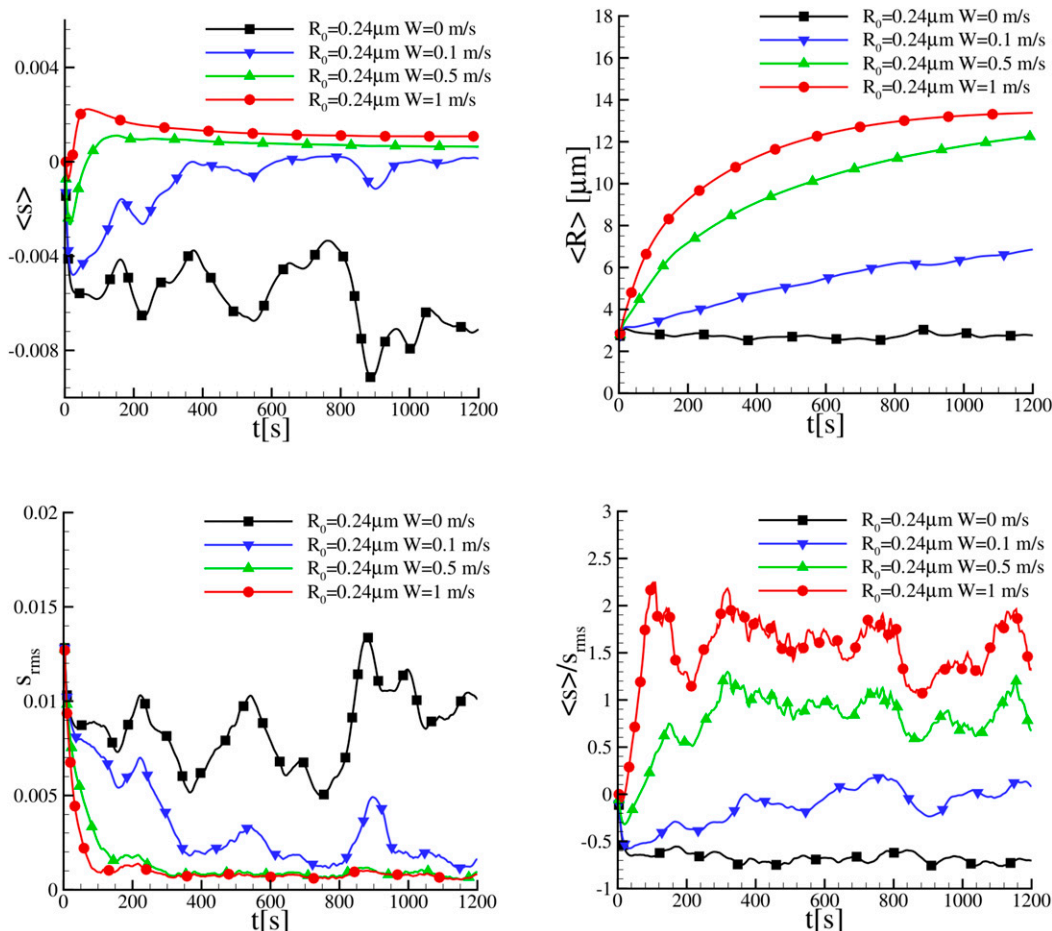 R₀=0.24μm W=0 m/s
R₀=0.24μm W=0.1 m/s
R₀=0.24μm W=0.5 m/s
R₀=0.24μm W=1 m/s
0.004
0
-0.004
-0.008
<s>
0 200 400 600 800 1000 1200
t[s]
R₀=0.24μm W=0 m/s
R₀=0.24μm W=0.1 m/s
R₀=0.24μm W=0.5 m/s
R₀=0.24μm W=1 m/s
18
16
14
12
10
8
6
4
2
0
<R> [μm]
0 200 400 600 800 1000 1200
t[s]
R₀=0.24μm W=0 m/s
R₀=0.24μm W=0.1 m/s
R₀=0.24μm W=0.5 m/s
R₀=0.24μm W=1 m/s
0.02
0.015
0.01
0.005
0
s_rms
0 200 400 600 800 1000 1200
t[s]
R₀=0.24μm W=0 m/s
R₀=0.24μm W=0.1 m/s
R₀=0.24μm W=0.5 m/s
R₀=0.24μm W=1 m/s
3
2.5
2
1.5
1
0.5
0
-0.5
-1
<s>/s_rms
0 200 400 600 800 1000 1200
t[s]